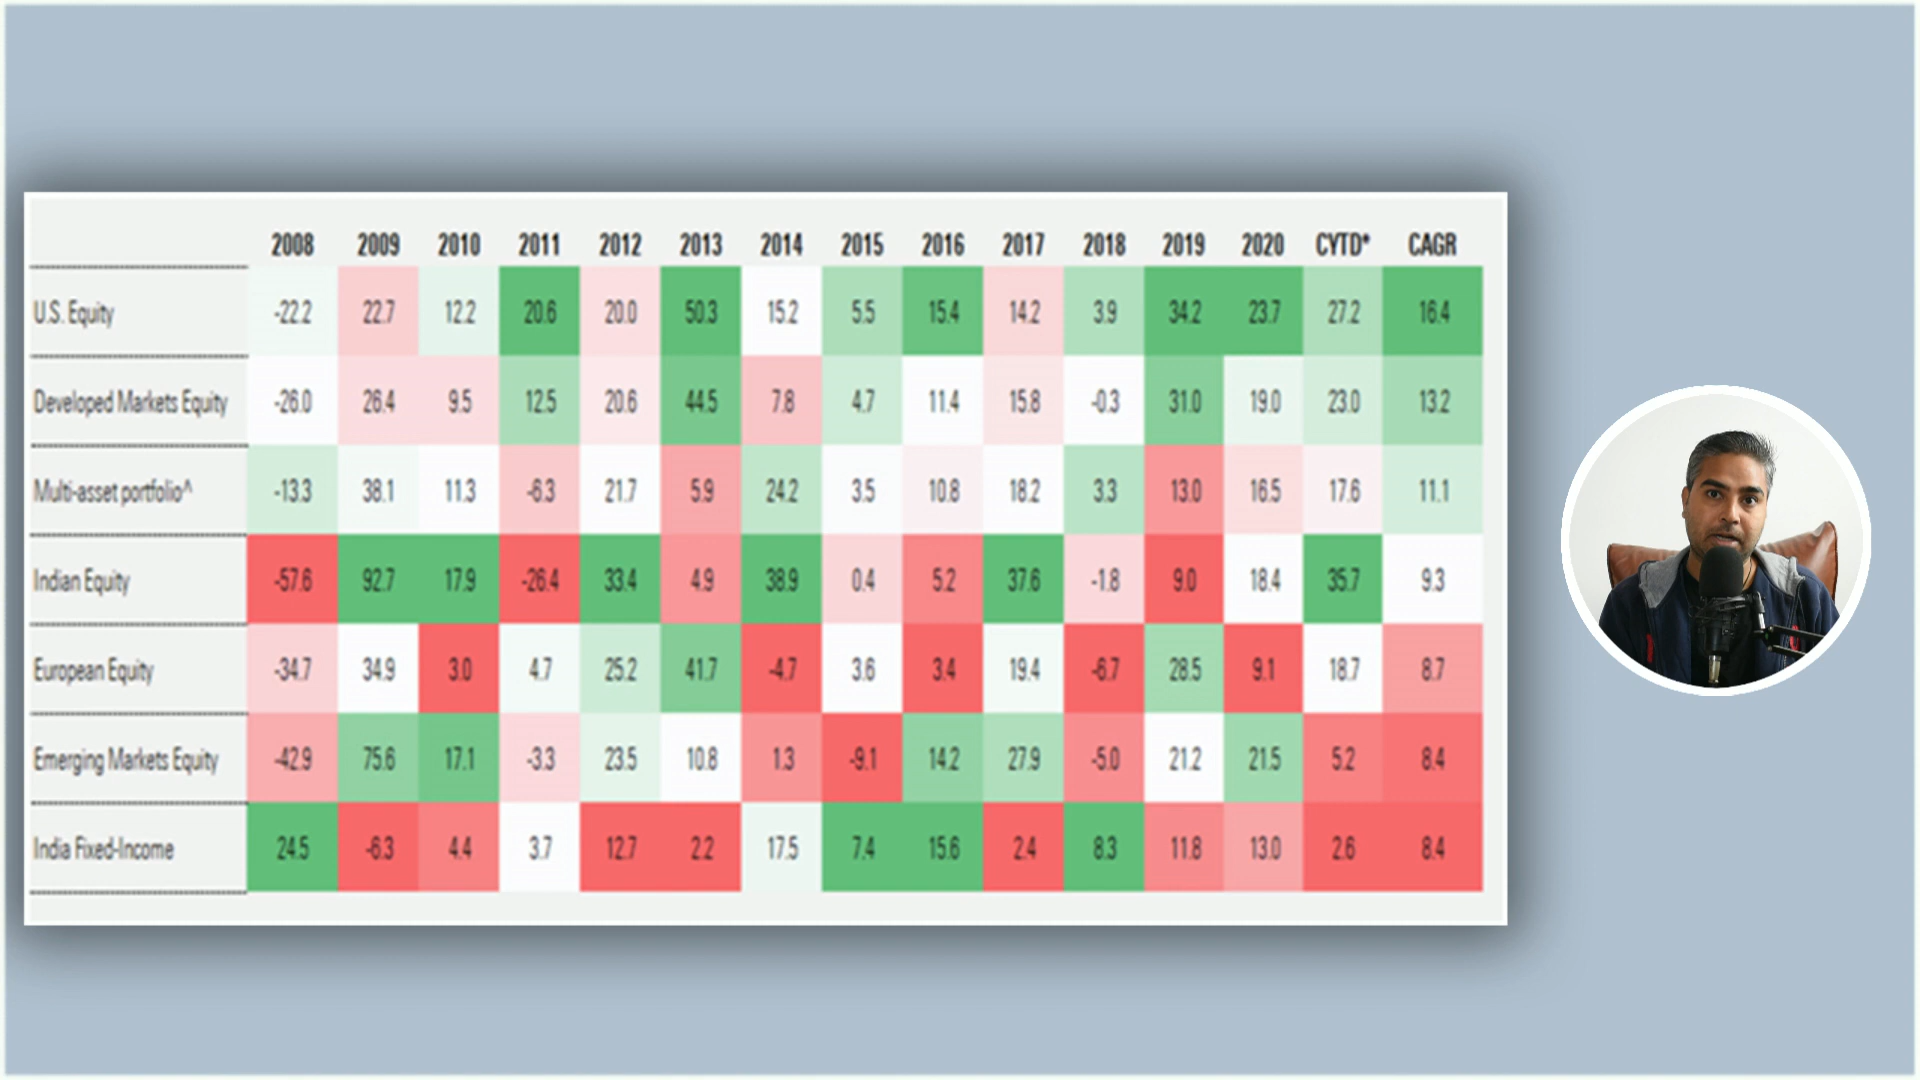 2008 2009 2010 2011 2012 2013 2014 2015 2016 2017 2018 2019 2020 CYTD* CAGR
U.S. Equity -22.2 22.7 12.2 20.6 20.0 50.3 15.2 5.5 15.4 14.2 3.9 34.2 23.7 27.2 16.4
Developed Markets Equity -26.0 26.4 9.5 12.5 20.6 44.5 7.8 4.7 11.4 15.8 -0.3 31.0 19.0 23.0 13.2
Multi-asset portfolio^ -13.3 38.1 11.3 -6.3 21.7 5.9 24.2 3.5 10.8 18.2 3.3 13.0 16.5 17.6 11.1
Indian Equity -57.6 92.7 17.9 -26.4 33.4 4.9 38.9 0.4 5.2 37.6 -1.8 9.0 18.4 35.7 9.3
European Equity -34.7 34.9 3.0 4.7 25.2 41.7 -4.7 3.6 3.4 19.4 -6.7 28.5 9.1 18.7 8.7
Emerging Markets Equity -42.9 75.6 17.1 -3.3 23.5 10.8 1.3 -9.1 14.2 27.9 -5.0 21.2 21.5 5.2 8.4
India Fixed-Income 24.5 -6.3 4.4 3.7 12.7 2.2 17.5 7.4 15.6 2.4 8.3 11.8 13.0 2.6 8.4